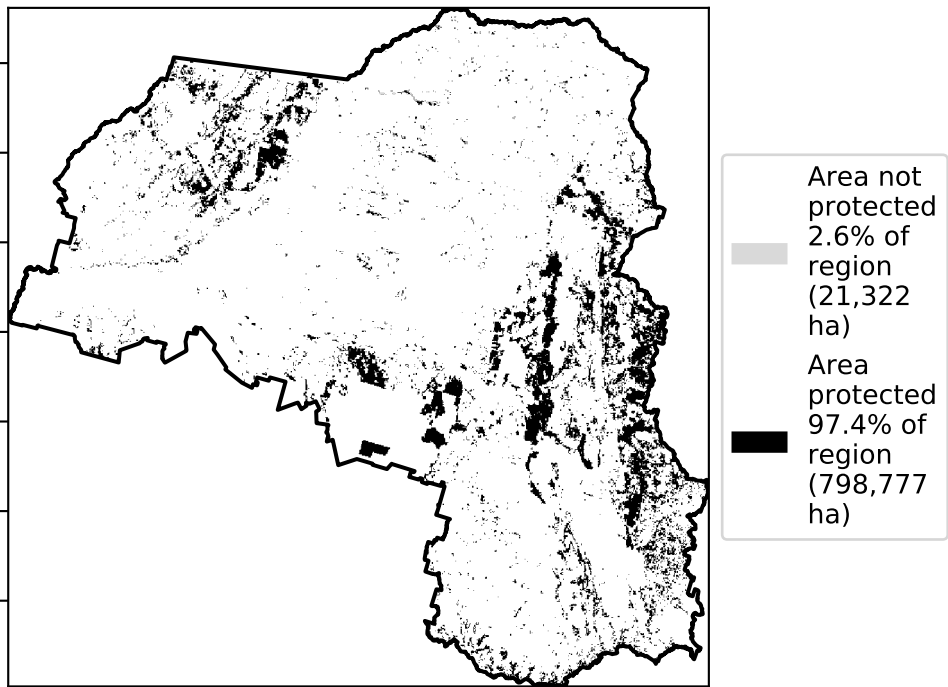 Area not
protected
2.6% of
region
(21,322
ha)
Area
protected
97.4% of
region
(798,777
ha)